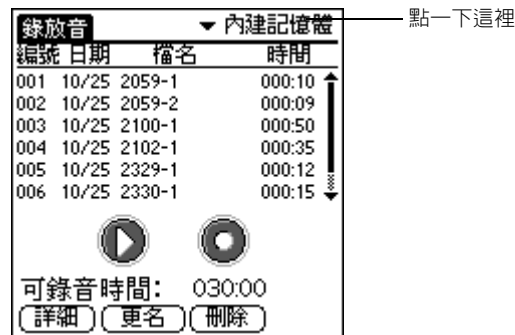 錄放音 內建記憶體 點一下這裡
編號 日期 檔名 時間
001 10/25 2059-1 000:10
002 10/25 2059-2 000:09
003 10/25 2100-1 000:50
004 10/25 2102-1 000:35
005 10/25 2329-1 000:12
006 10/25 2330-1 000:15
可錄音時間: 030:00
詳細 更名 刪除